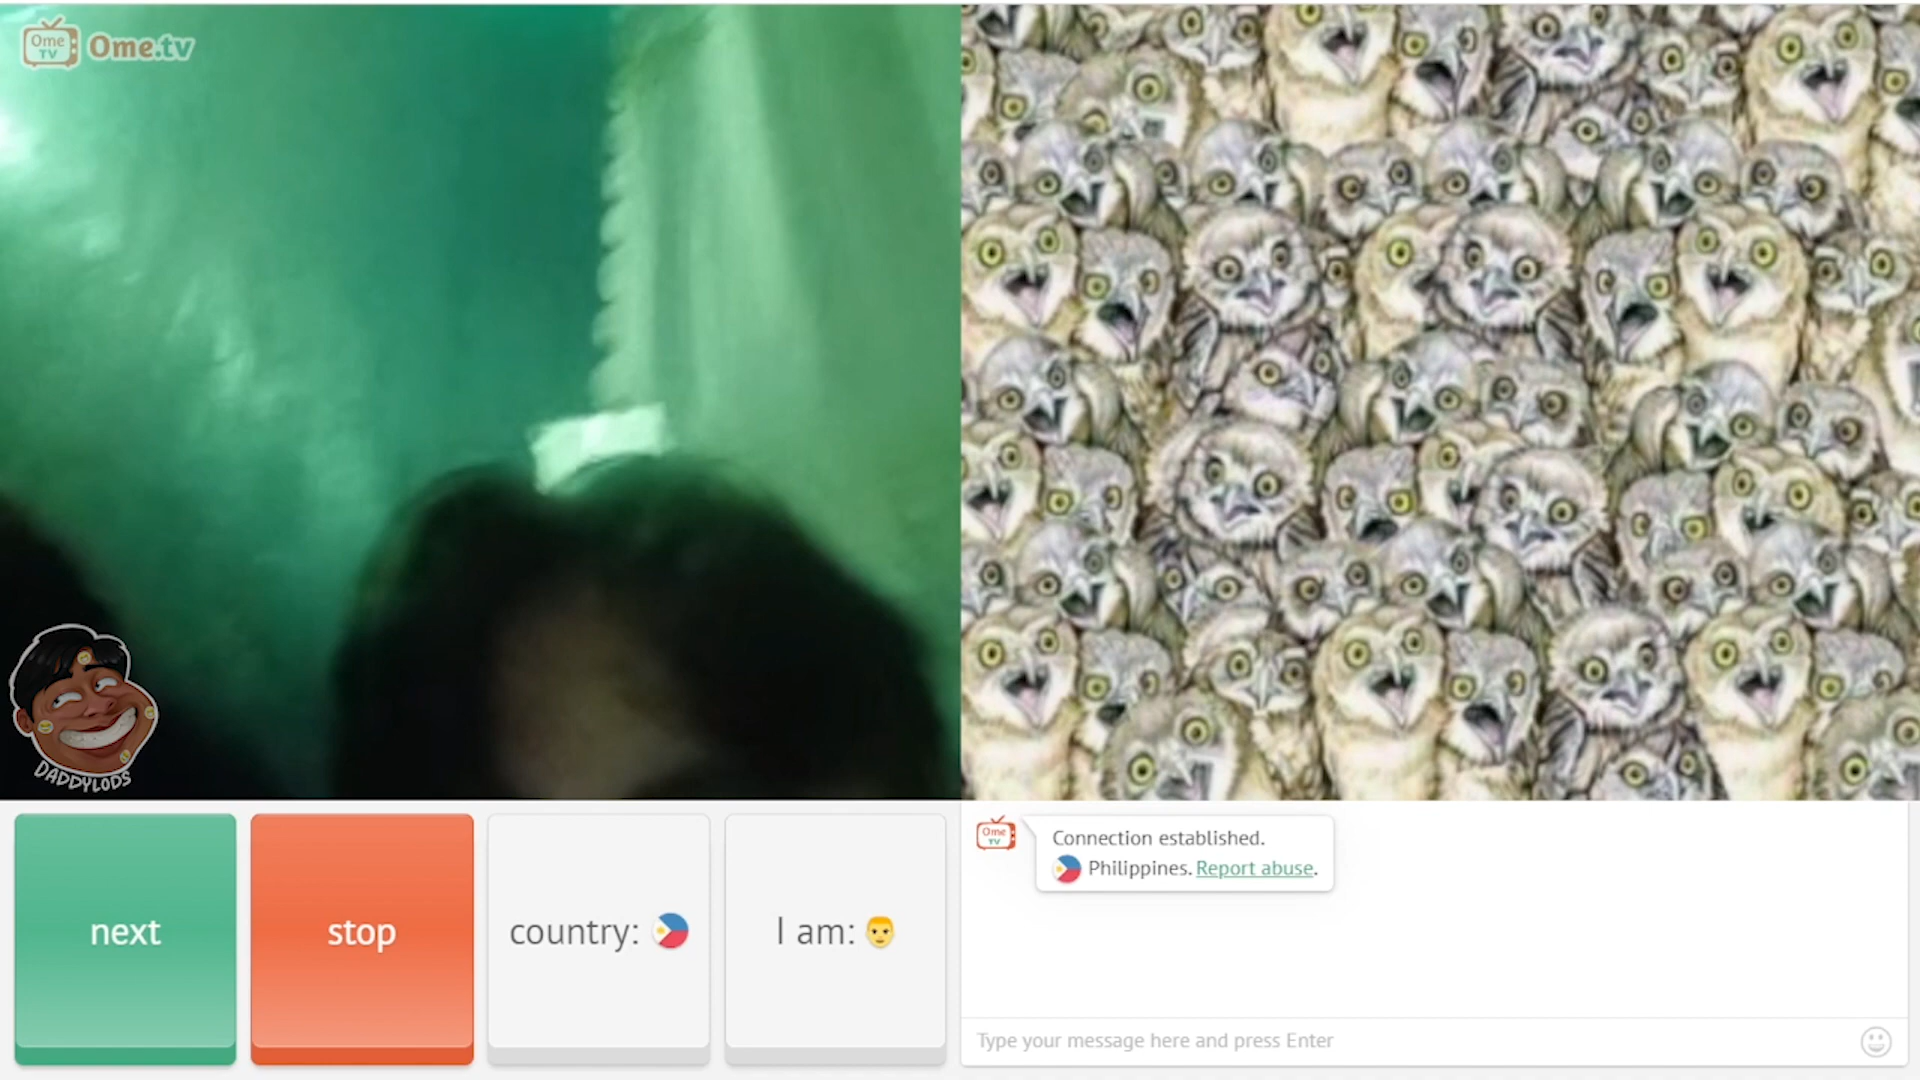 Ome
TV
Ome.tv
DADDYLODS
next
stop
country:
I am:
Ome
TV
Connection established.
Philippines. Report abuse.
Type your message here and press Enter